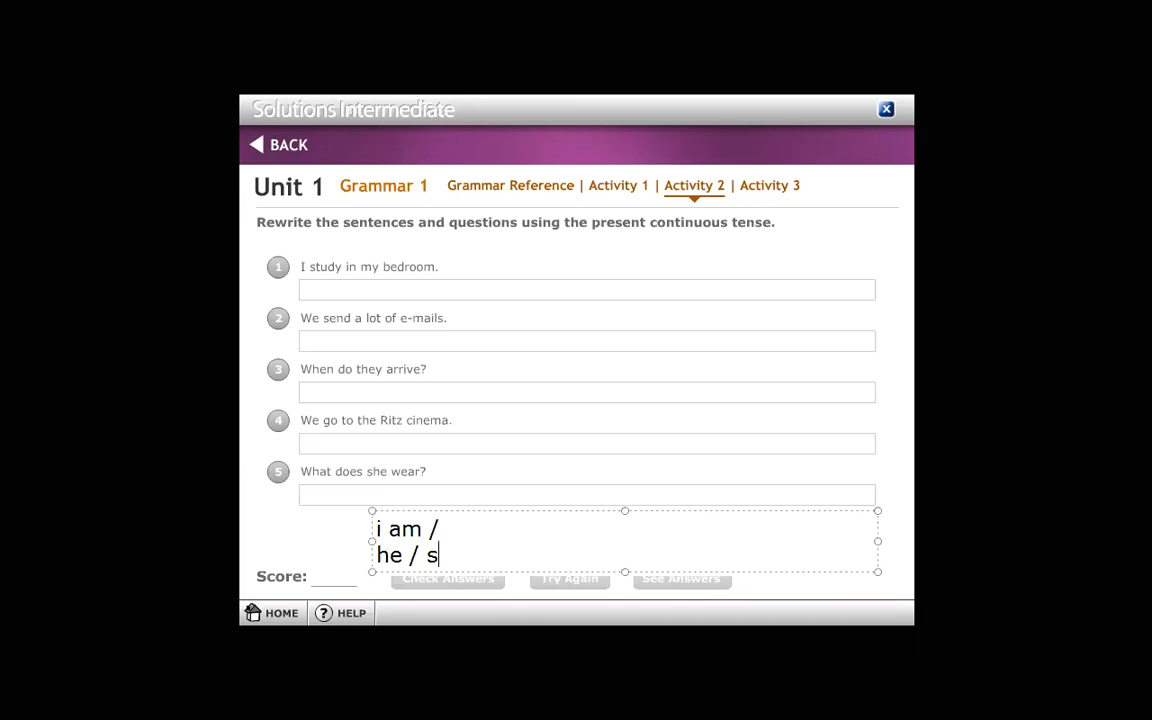 Solutions Intermediate
BACK
Unit 1 Grammar 1 Grammar Reference | Activity 1 | Activity 2 | Activity 3
Rewrite the sentences and questions using the present continuous tense.
1 I study in my bedroom.
2 We send a lot of e-mails.
3 When do they arrive?
4 We go to the Ritz cinema.
5 What does she wear?
i am /
he / s
Score: Check Answers Try Again See Answers
HOME ? HELP